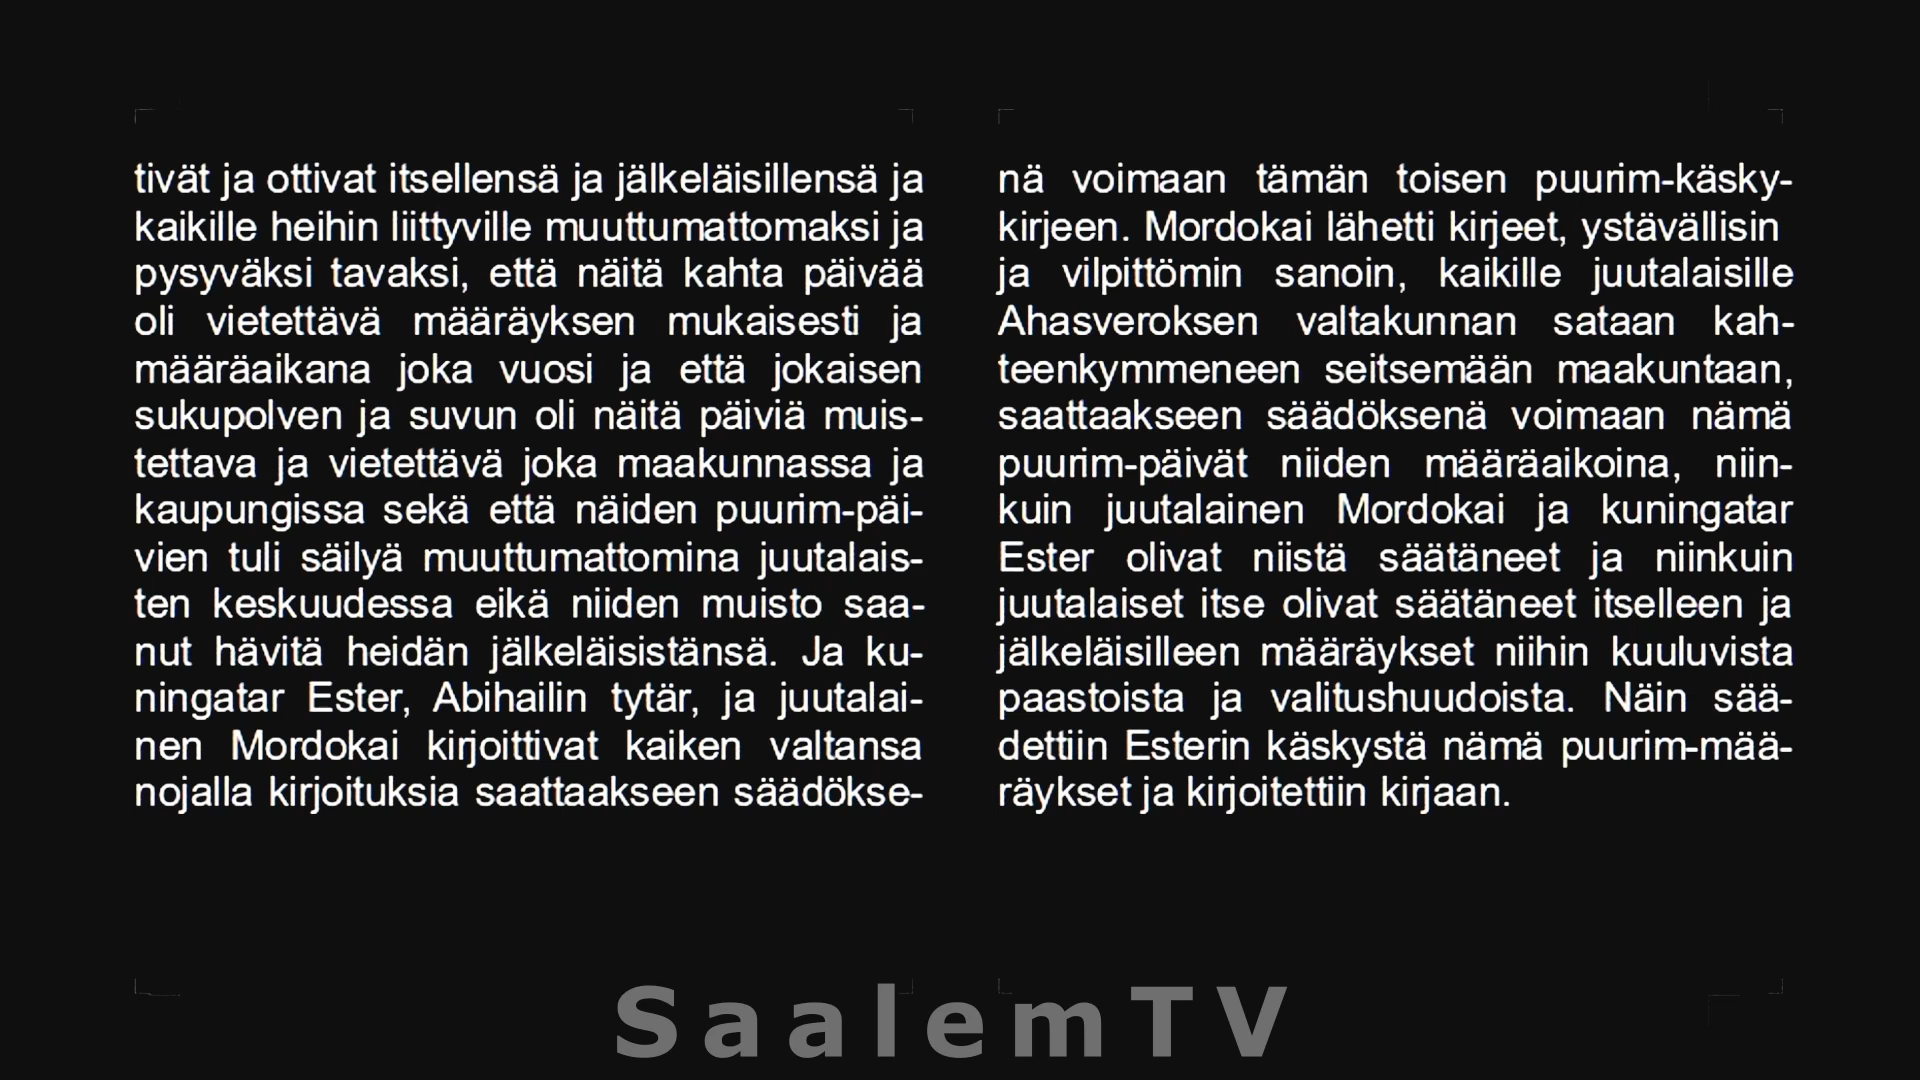 tivät ja ottivat itsellensä ja jälkeläisillensä ja
kaikille heihin liittyville muuttumattomaksi ja
pysyväksi tavaksi, että näitä kahta päivää
oli vietettävä määräyksen mukaisesti ja
määräaikana joka vuosi ja että jokaisen
sukupolven ja suvun oli näitä päiviä muis-
tettava ja vietettävä joka maakunnassa ja
kaupungissa sekä että näiden puurim-päi-
vien tuli säilyä muuttumattomina juutalais-
ten keskuudessa eikä niiden muisto saa-
nut hävitä heidän jälkeläisistänsä. Ja ku-
ningatar Ester, Abihailin tytär, ja juutalai-
nen Mordokai kirjoittivat kaiken valtansa
nojalla kirjoituksia saattaakseen säädökse-
nä voimaan tämän toisen puurim-käsky-
kirjeen. Mordokai lähetti kirjeet, ystävällisin
ja vilpittömin sanoin, kaikille juutalaisille
Ahasveroksen valtakunnan sataan kah-
teenkymmeneen seitsemään maakuntaan,
saattaakseen säädöksenä voimaan nämä
puurim-päivät niiden määräaikoina, niin-
kuin juutalainen Mordokai ja kuningatar
Ester olivat niistä säätäneet ja niinkuin
juutalaiset itse olivat säätäneet itselleen ja
jälkeläisilleen määräykset niihin kuuluvista
paastoista ja valitushuudoista. Näin sää-
dettiin Esterin käskystä nämä puurim-mää-
räykset ja kirjoitettiin kirjaan.
SaalemTV